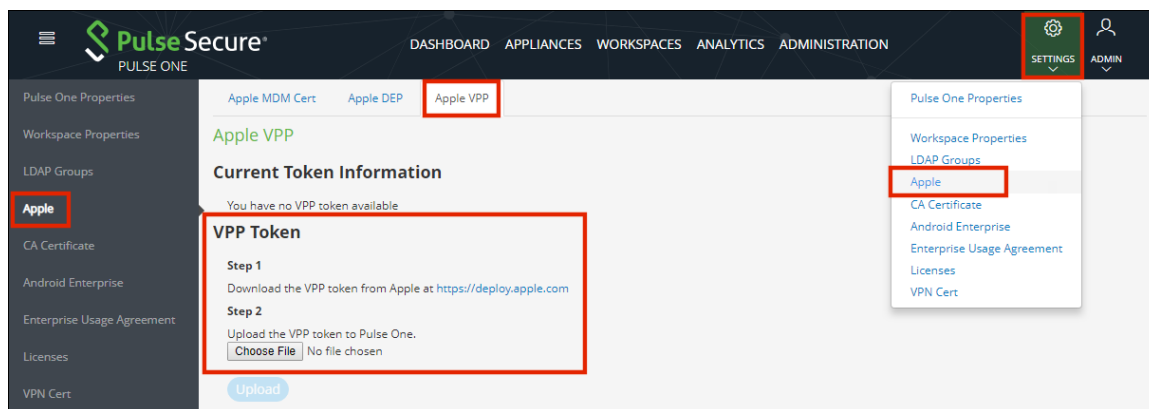 Pulse Secure®
PULSE ONE
DASHBOARD APPLIANCES WORKSPACES ANALYTICS ADMINISTRATION
SETTINGS
ADMIN
Pulse One Properties
Workspace Properties
LDAP Groups
Apple
CA Certificate
Android Enterprise
Enterprise Usage Agreement
Licenses
VPN Cert
Apple MDM Cert Apple DEP Apple VPP
Apple VPP
Current Token Information
You have no VPP token available
VPP Token
Step 1
Download the VPP token from Apple at https://deploy.apple.com
Step 2
Upload the VPP token to Pulse One.
Choose File No file chosen
Upload
Pulse One Properties
Workspace Properties
LDAP Groups
Apple
CA Certificate
Android Enterprise
Enterprise Usage Agreement
Licenses
VPN Cert